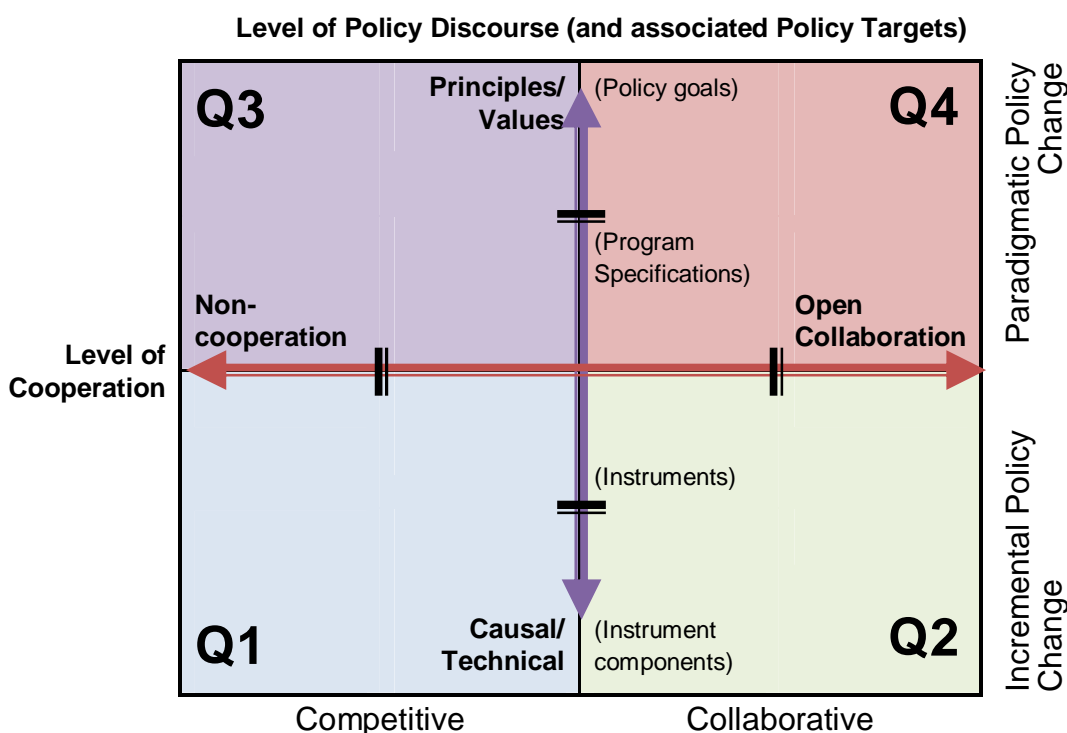 Level of Policy Discourse (and associated Policy Targets)
Q3
Principles/
Values
(Policy goals)
Q4
Paradigmatic Policy
Change
(Program
Specifications)
Non-
cooperation
Open
Collaboration
Level of
Cooperation
(Instruments)
Incremental Policy
Change
Q1
Causal/
Technical
(Instrument
components)
Q2
Competitive
Collaborative